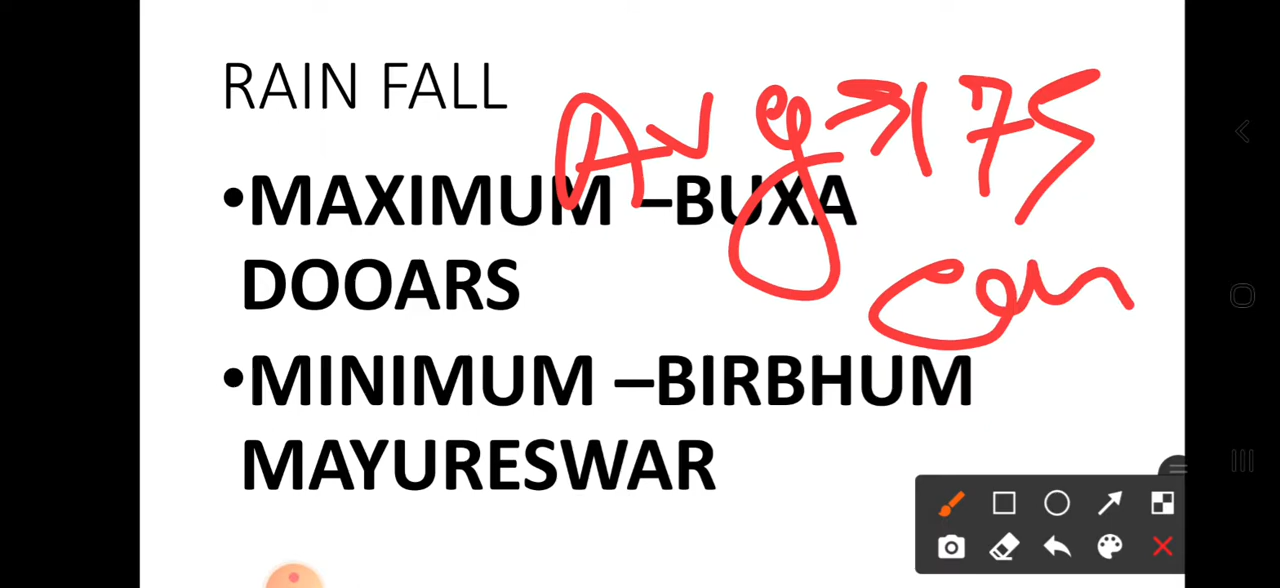 RAIN FALL
Avg → 175
cm
•MAXIMUM –BUXA
DOOARS
•MINIMUM –BIRBHUM
MAYURESWAR